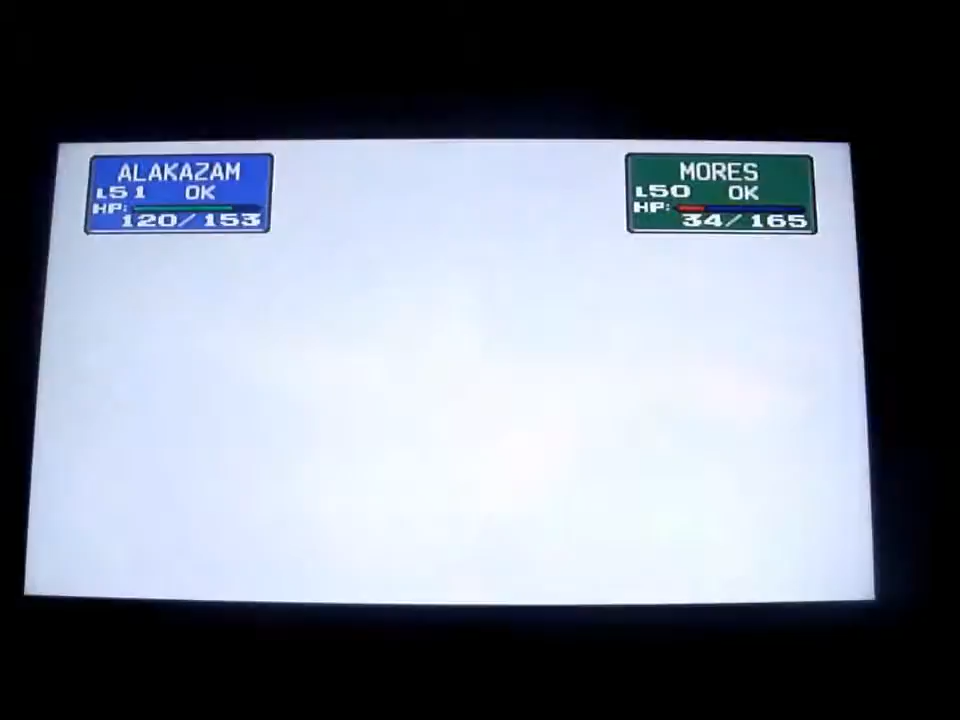 ALAKAZAM
L51 OK
HP:
120/153
MORES
L50 OK
HP:
34/165